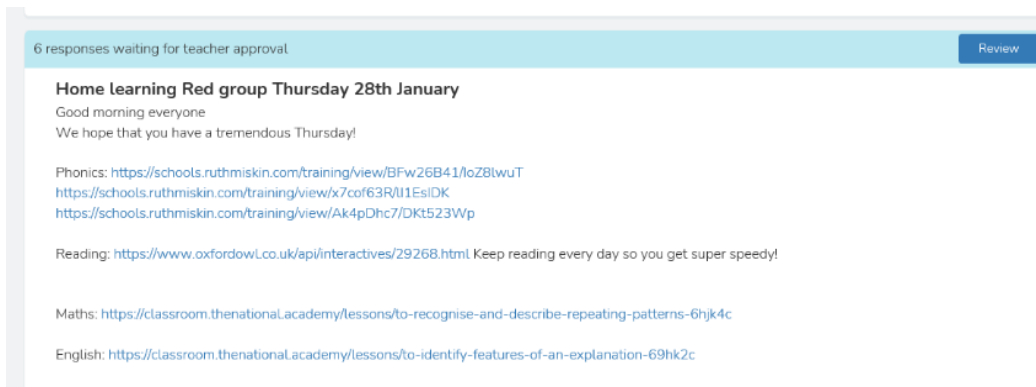 6 responses waiting for teacher approval
Review
Home learning Red group Thursday 28th January
Good morning everyone
We hope that you have a tremendous Thursday!
Phonics: https://schools.ruthmiskin.com/training/view/BFw26B41/IoZ8lwuT
https://schools.ruthmiskin.com/training/view/x7cof63R/lJ1EsIDK
https://schools.ruthmiskin.com/training/view/Ak4pDhc7/DKt523Wp
Reading: https://www.oxfordowl.co.uk/api/interactives/29268.html Keep reading every day so you get super speedy!
Maths: https://classroom.thenational.academy/lessons/to-recognise-and-describe-repeating-patterns-6hjk4c
English: https://classroom.thenational.academy/lessons/to-identify-features-of-an-explanation-69hk2c